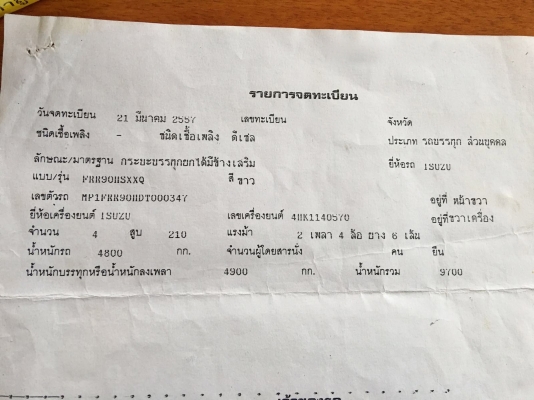 รายการจดทะเบียน
วันจดทะเบียน 21 มีนาคม 2557 เลขทะเบียน จังหวัด
ชนิดเชื้อเพลิง - ชนิดเชื้อเพลิง ดีเซล ประเภท รถบรรทุก ส่วนบุคคล
ลักษณะ/มาตรฐาน กระบะบรรทุกยกได้มีข้างเสริม ยี่ห้อรถ ISUZU
แบบ/รุ่น FRR90HSXXQ สี ขาว
เลขตัวรถ MP1FRR90HDT000347 อยู่ที่ หน้าขวา
ยี่ห้อเครื่องยนต์ ISUZU เลขเครื่องยนต์ 4HK1140570 อยู่ที่ ขวาเครื่อง
จำนวน 4 สูบ 210 แรงม้า 2 เพลา 4 ล้อ ยาง 6 เส้น
น้ำหนักรถ 4800 กก. จำนวนผู้โดยสารนั่ง คน ยืน
น้ำหนักบรรทุกหรือน้ำหนักลงเพลา 4900 กก. น้ำหนักรวม 9700